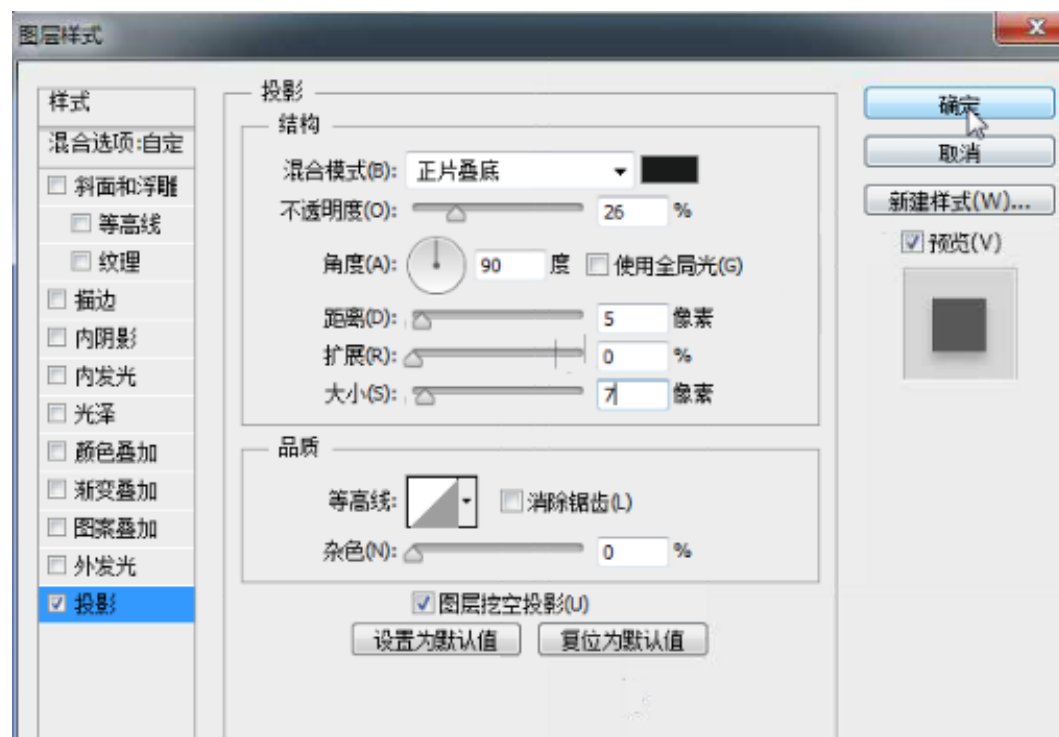 图层样式
样式
混合选项:自定
斜面和浮雕
等高线
纹理
描边
内阴影
内发光
光泽
颜色叠加
渐变叠加
图案叠加
外发光
投影
投影
结构
混合模式(B): 正片叠底
不透明度(O): 26 %
角度(A): 90 度 使用全局光(G)
距离(D): 5 像素
扩展(R): 0 %
大小(S): 7 像素
品质
等高线: 消除锯齿(L)
杂色(N): 0 %
图层挖空投影(U)
设置为默认值 复位为默认值
确定
取消
新建样式(W)...
预览(V)